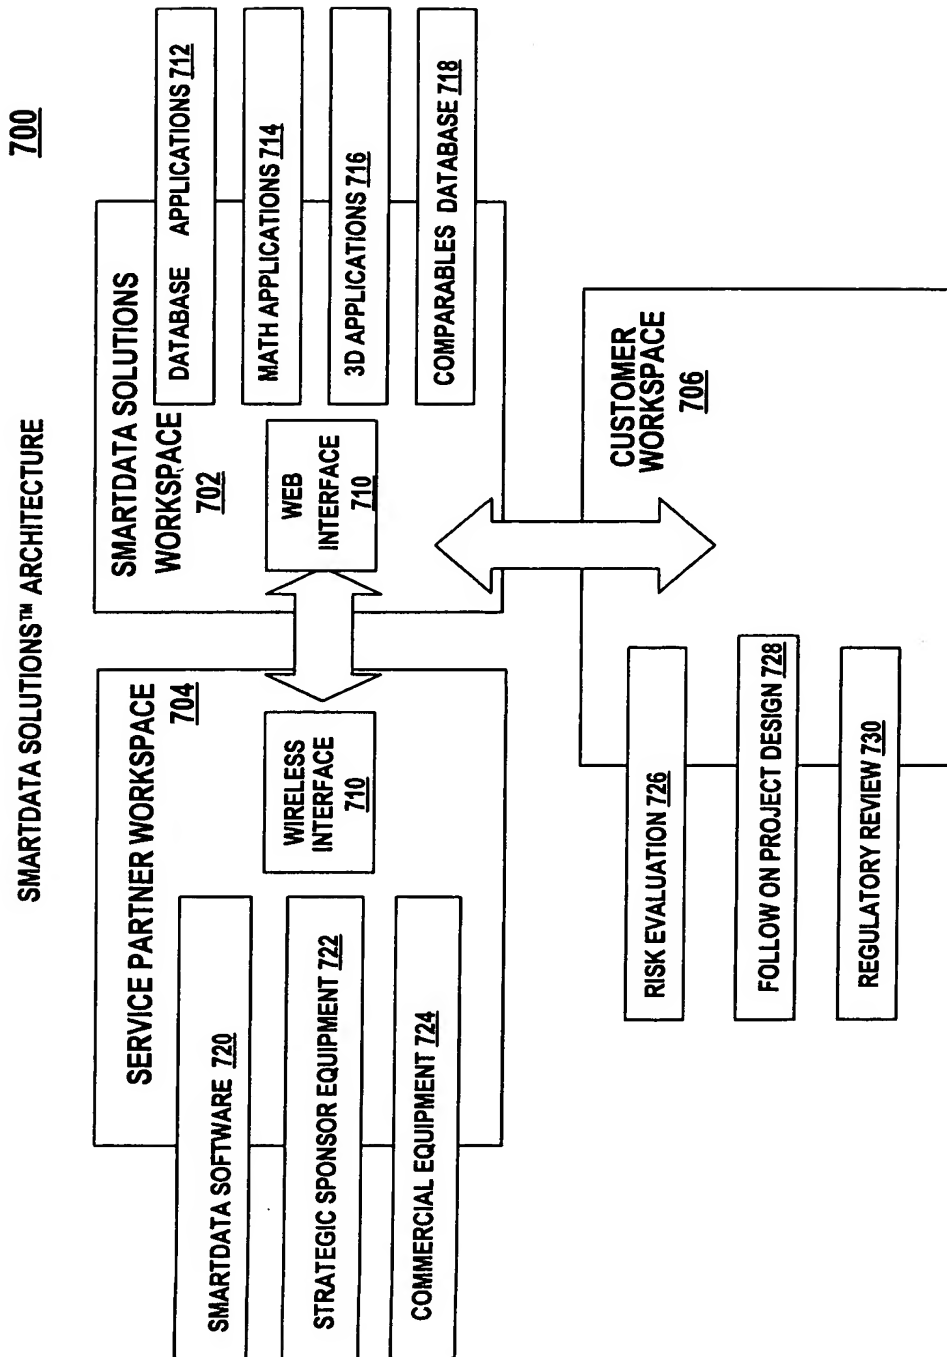 SMARTDATA SOLUTIONS™ ARCHITECTURE
700
SERVICE PARTNER WORKSPACE
704
SMARTDATA SOFTWARE 720
STRATEGIC SPONSOR EQUIPMENT 722
COMMERCIAL EQUIPMENT 724
WIRELESS
INTERFACE
710
SMARTDATA SOLUTIONS
WORKSPACE
702
WEB
INTERFACE
710
DATABASE APPLICATIONS 712
MATH APPLICATIONS 714
3D APPLICATIONS 716
COMPARABLES DATABASE 718
CUSTOMER
WORKSPACE
706
RISK EVALUATION 726
FOLLOW ON PROJECT DESIGN 728
REGULATORY REVIEW 730